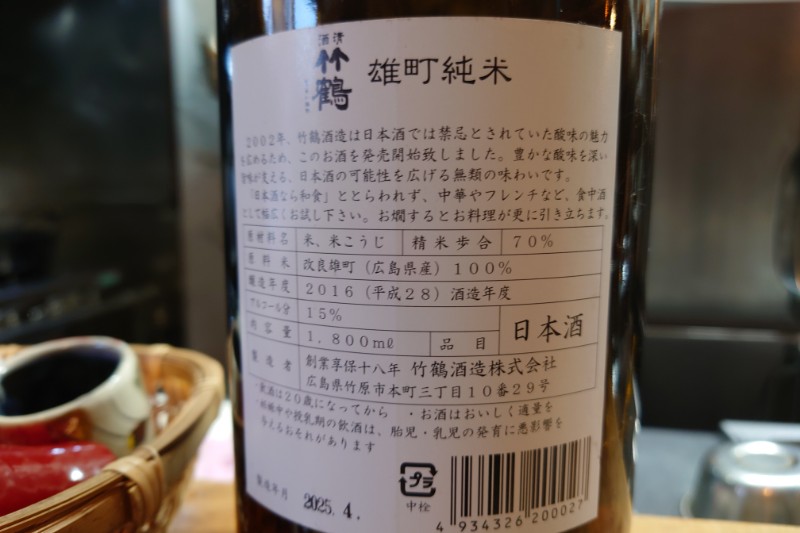 清酒
竹鶴
雄町純米
2002年、竹鶴酒造は日本酒では禁忌とされていた酸味の魅力
を広めるため、このお酒を発売開始致しました。豊かな酸味を深い
旨味が支える、日本酒の可能性を広げる無類の味わいです。
「日本酒なら和食」ととらわれず、中華やフレンチなど、食中酒
として幅広くお試し下さい。お燗するとお料理が更に引き立ちます。
原材料名 米、米こうじ 精米歩合 70%
原料米 改良雄町（広島県産）100%
醸造年度 2016（平成28）酒造年度
アルコール分 15%
内容量 1,800mℓ 品目 日本酒
製造者 創業享保十八年 竹鶴酒造株式会社
広島県竹原市本町三丁目10番29号
・飲酒は20歳になってから ・お酒はおいしく適量を
・妊娠中や授乳期の飲酒は、胎児・乳児の発育に悪影響を
与えるおそれがあります
プラ
中栓
製造年月 2025.4.
4 934326 200027